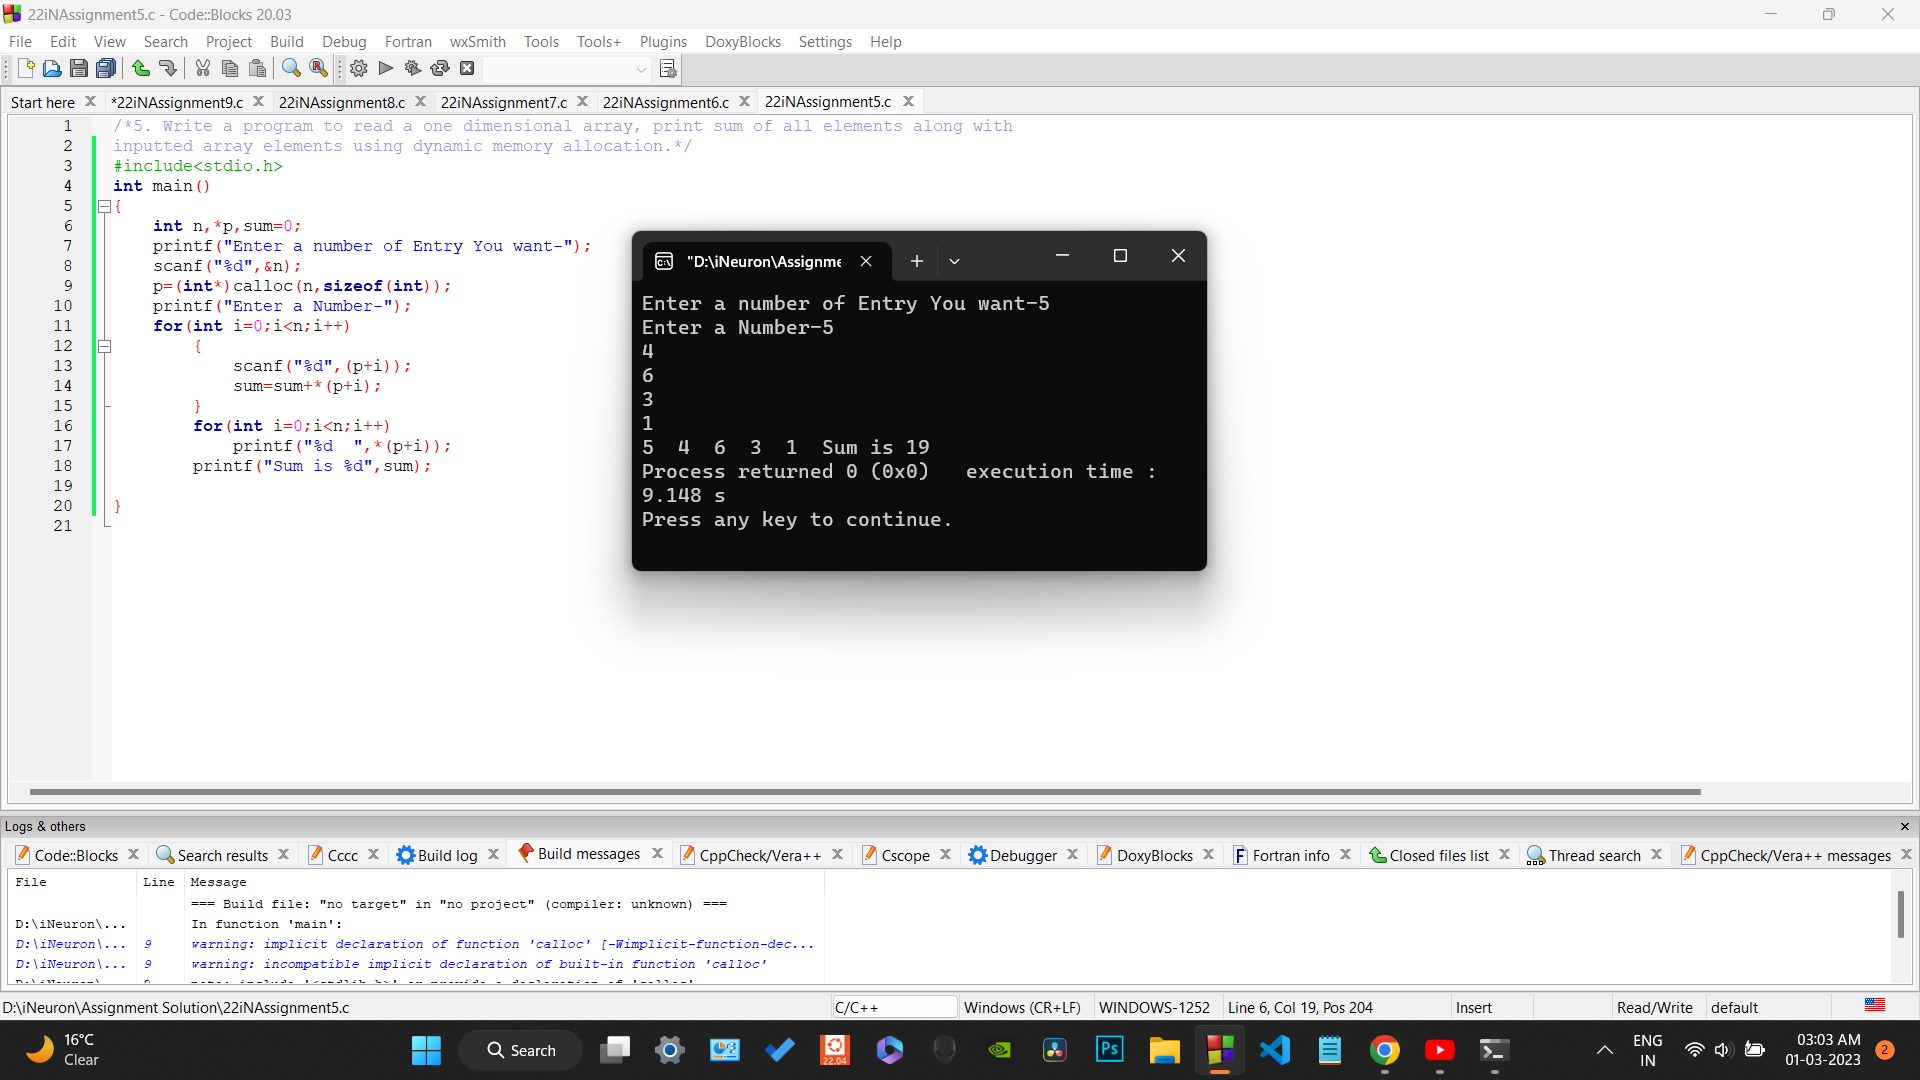 22iNAssignment5.c - Code::Blocks 20.03
File Edit View Search Project Build Debug Fortran wxSmith Tools Tools+ Plugins DoxyBlocks Settings Help
Start here *22iNAssignment9.c 22iNAssignment8.c 22iNAssignment7.c 22iNAssignment6.c 22iNAssignment5.c
1 /*5. Write a program to read a one dimensional array, print sum of all elements along with
2 inputted array elements using dynamic memory allocation.*/
3 #include<stdio.h>
4 int main()
5 {
6 int n,*p,sum=0;
7 printf("Enter a number of Entry You want-");
8 scanf("%d",&n);
9 p=(int*)calloc(n,sizeof(int));
10 printf("Enter a Number-");
11 for(int i=0;i<n;i++)
12 {
13 scanf("%d",(p+i));
14 sum=sum+*(p+i);
15 }
16 for(int i=0;i<n;i++)
17 printf("%d  ",*(p+i));
18 printf("Sum is %d",sum);
19
20 }
21
"D:\iNeuron\Assignme
Enter a number of Entry You want-5
Enter a Number-5
4
6
3
1
5  4  6  3  1  Sum is 19
Process returned 0 (0x0)   execution time :
9.148 s
Press any key to continue.
Logs & others
Code::Blocks Search results Cccc Build log Build messages CppCheck/Vera++ Cscope Debugger DoxyBlocks Fortran info Closed files list Thread search CppCheck/Vera++ messages
File Line Message
=== Build file: "no target" in "no project" (compiler: unknown) ===
D:\iNeuron\... In function 'main':
D:\iNeuron\... 9 warning: implicit declaration of function 'calloc' [-Wimplicit-function-dec...
D:\iNeuron\... 9 warning: incompatible implicit declaration of built-in function 'calloc'
D:\iNeuron\Assignment Solution\22iNAssignment5.c C/C++ Windows (CR+LF) WINDOWS-1252 Line 6, Col 19, Pos 204 Insert Read/Write default
16°C
Clear
Search
22.04
Ps
ENG
IN
03:03 AM
01-03-2023
2